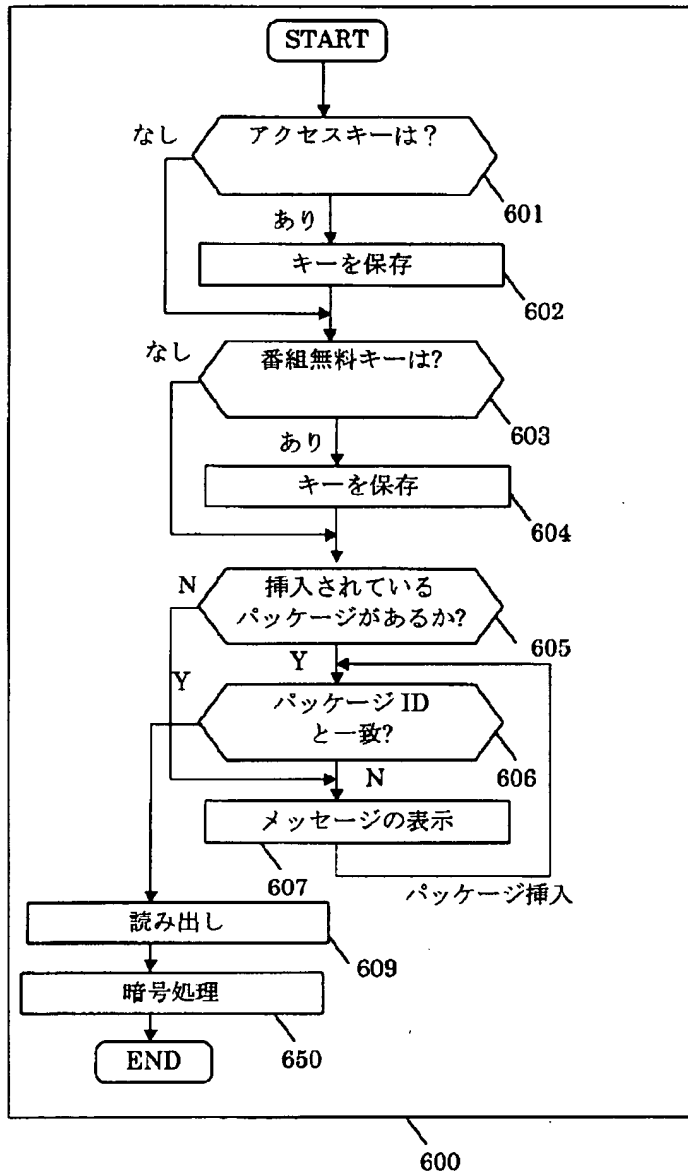 START
なし
アクセスキーは？
601
あり
キーを保存
602
なし
番組無料キーは?
603
あり
キーを保存
604
N
挿入されている
パッケージがあるか?
605
Y
Y
パッケージ ID
と一致?
606
N
メッセージの表示
607
パッケージ挿入
読み出し
609
暗号処理
650
END
600